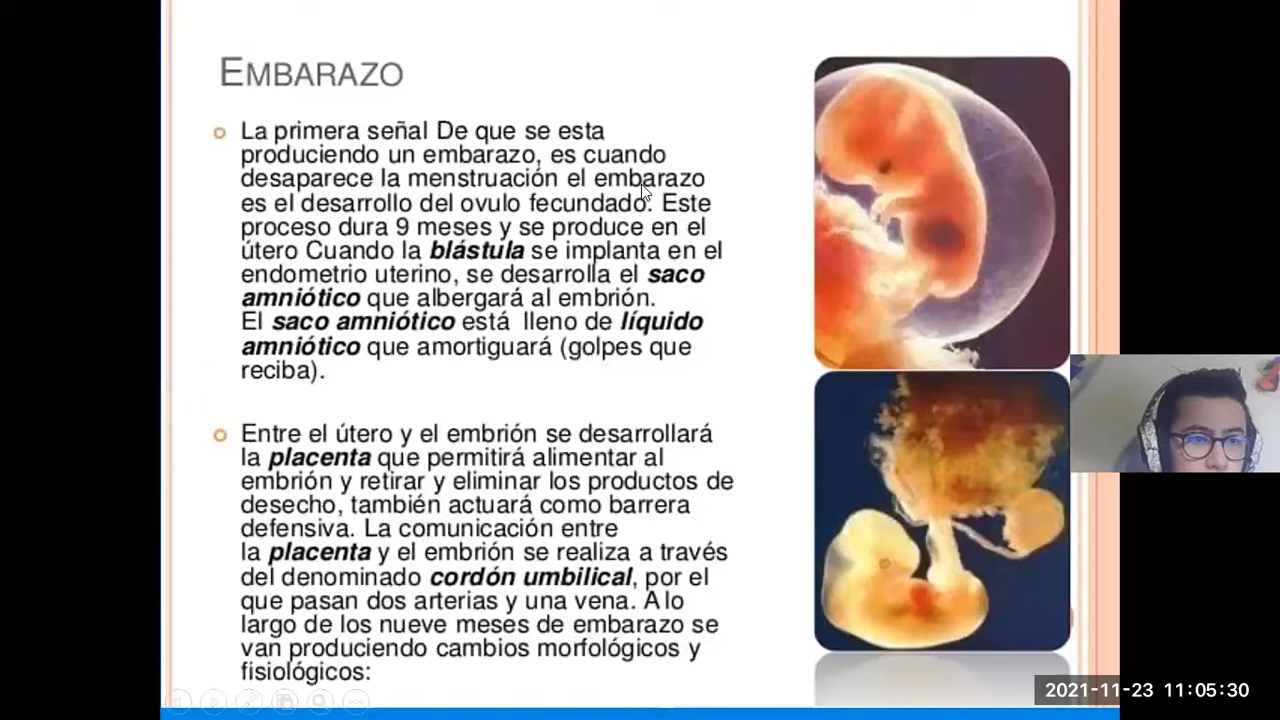 EMBARAZO
La primera señal De que se esta
produciendo un embarazo, es cuando
desaparece la menstruación el embarazo
es el desarrollo del ovulo fecundado. Este
proceso dura 9 meses y se produce en el
útero Cuando la blástula se implanta en el
endometrio uterino, se desarrolla el saco
amniótico que albergará al embrión.
El saco amniótico está lleno de líquido
amniótico que amortiguará (golpes que
reciba).
Entre el útero y el embrión se desarrollará
la placenta que permitirá alimentar al
embrión y retirar y eliminar los productos de
desecho, también actuará como barrera
defensiva. La comunicación entre
la placenta y el embrión se realiza a través
del denominado cordón umbilical, por el
que pasan dos arterias y una vena. A lo
largo de los nueve meses de embarazo se
van produciendo cambios morfológicos y
fisiológicos:
2021-11-23 11:05:30